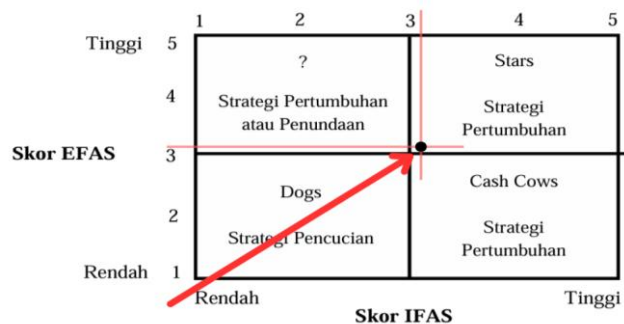 1 2 3 4 5
Tinggi 5
? Stars
4
Strategi Pertumbuhan atau Penundaan
Strategi Pertumbuhan
Skor EFAS 3
Dogs Cash Cows
2
Strategi Pencucian
Strategi Pertumbuhan
Rendah 1
Rendah Tinggi
Skor IFAS